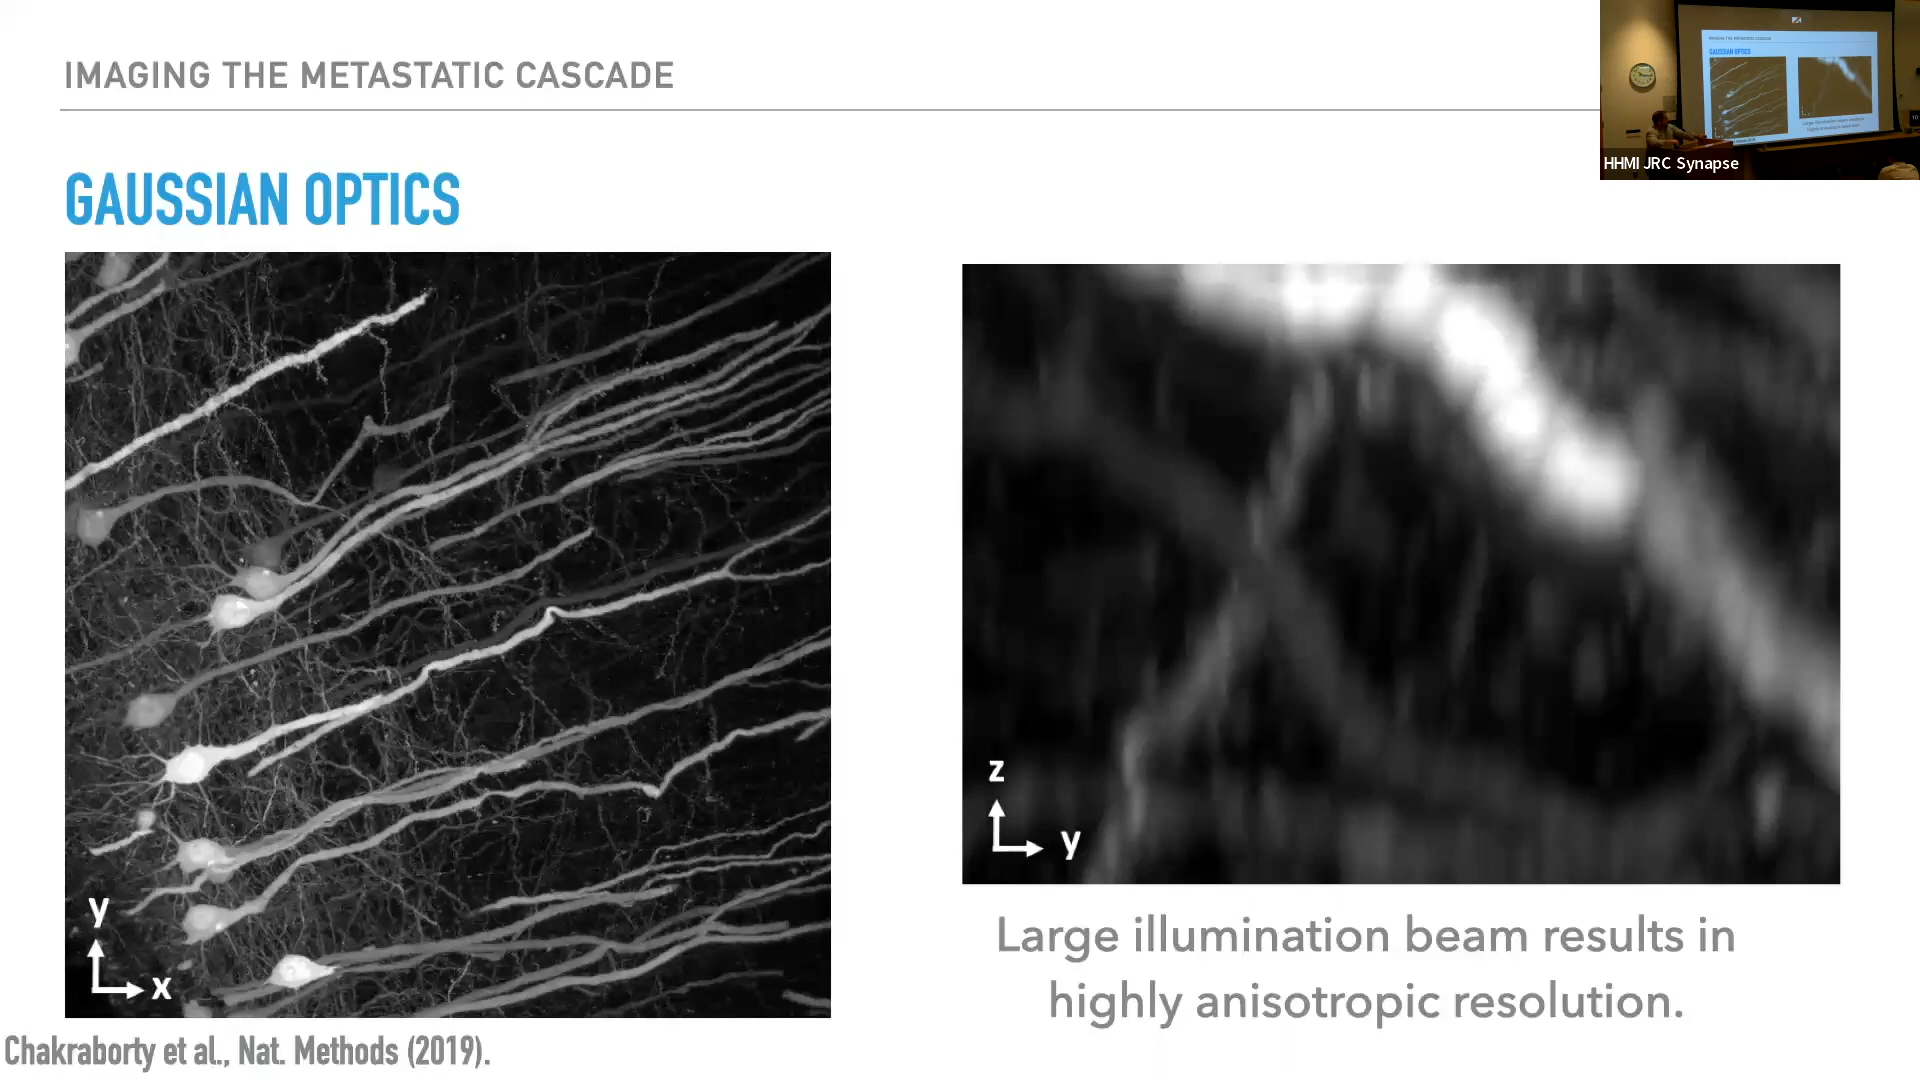 IMAGING THE METASTATIC CASCADE
HHMI JRC Synapse
GAUSSIAN OPTICS
y
x
z
y
Large illumination beam results in
highly anisotropic resolution.
Chakraborty et al., Nat. Methods (2019).